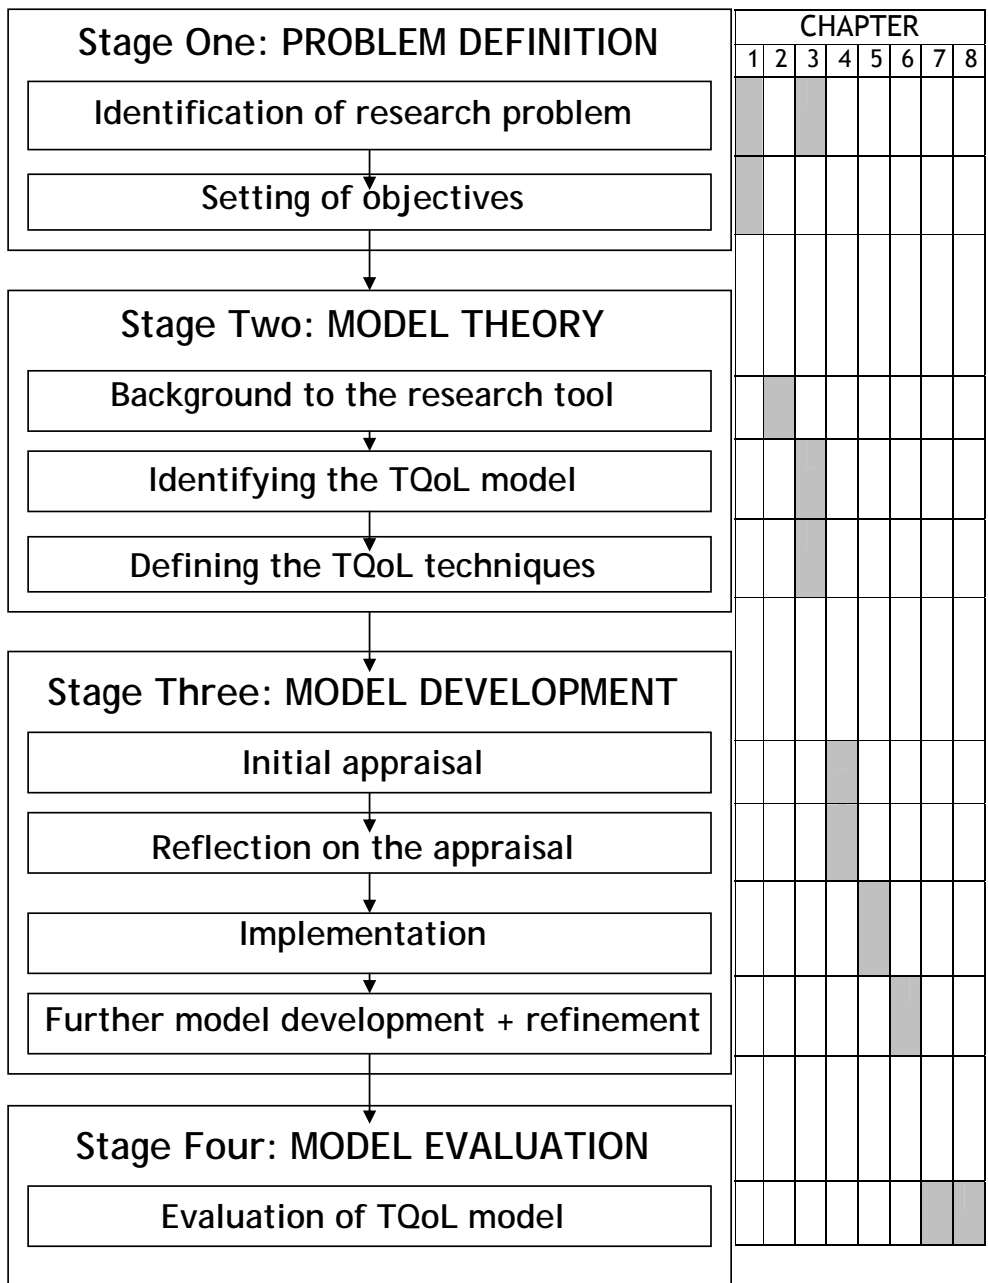 Stage One: PROBLEM DEFINITION
CHAPTER
1 2 3 4 5 6 7 8
Identification of research problem
Setting of objectives
Stage Two: MODEL THEORY
Background to the research tool
Identifying the TQoL model
Defining the TQoL techniques
Stage Three: MODEL DEVELOPMENT
Initial appraisal
Reflection on the appraisal
Implementation
Further model development + refinement
Stage Four: MODEL EVALUATION
Evaluation of TQoL model